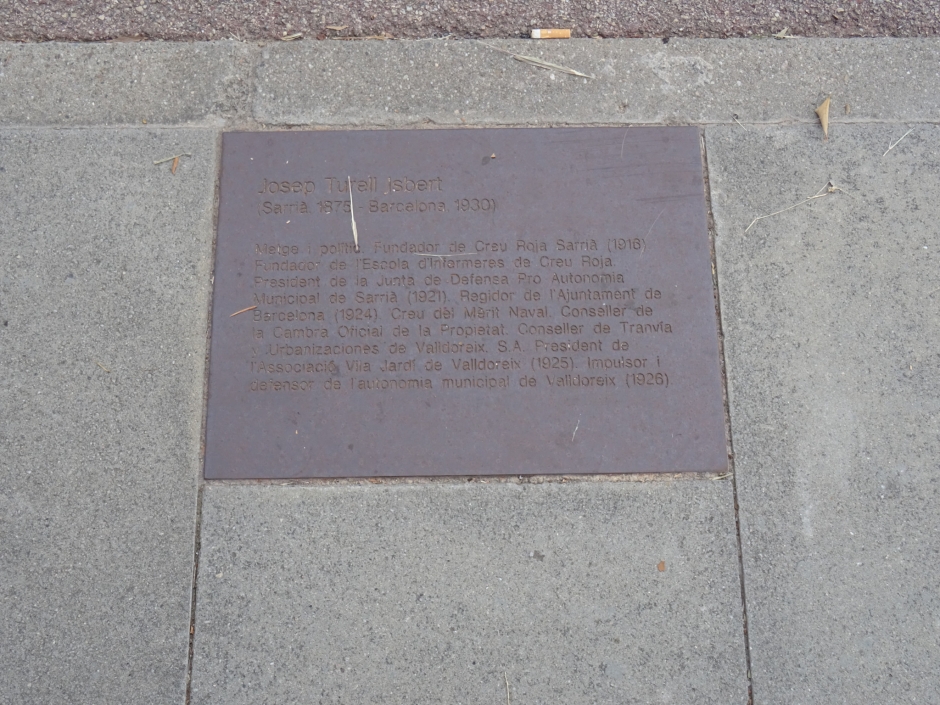 Josep Turell Isbert
(Sarrià, 1875 - Barcelona, 1930)
Metge i polític. Fundador de Creu Roja Sarrià (1916)
Fundador de l'Escola d'Infermeres de Creu Roja.
President de la Junta de Defensa Pro Autonomia
Municipal de Sarrià (1921). Regidor de l'Ajuntament de
Barcelona (1924). Creu del Mèrit Naval. Conseller de
la Cambra Oficial de la Propietat. Conseller de Tranvía
y Urbanizaciones de Valldoreix, S.A. President de
l'Associació Vila Jardí de Valldoreix (1925). Impulsor i
defensor de l'autonomia municipal de Valldoreix (1926)